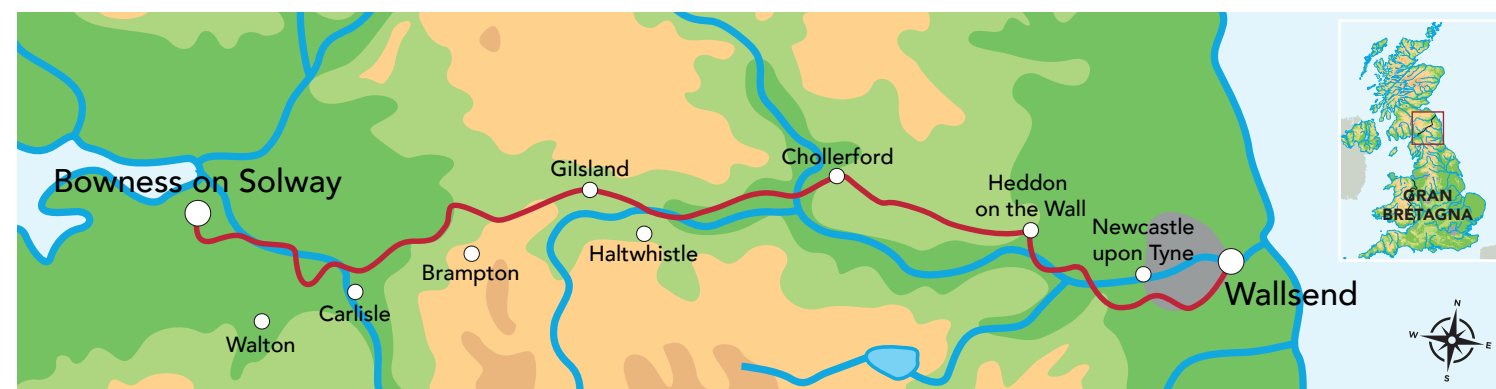 Bowness on Solway
Walton
Carlisle
Brampton
Gilsland
Haltwhistle
Chollerford
Heddon
on the Wall
Newcastle
upon Tyne
Wallsend
GRAN
BRETAGNA
N
W
E
S